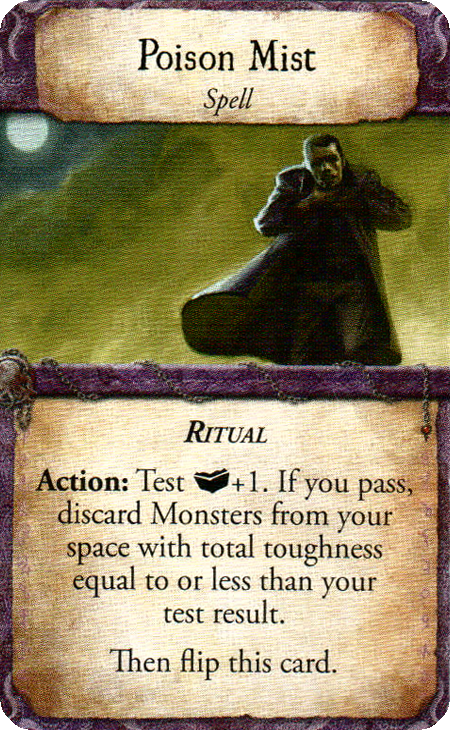 Poison Mist
Spell
RITUAL
Action: Test +1. If you pass,
discard Monsters from your
space with total toughness
equal to or less than your
test result.
Then flip this card.